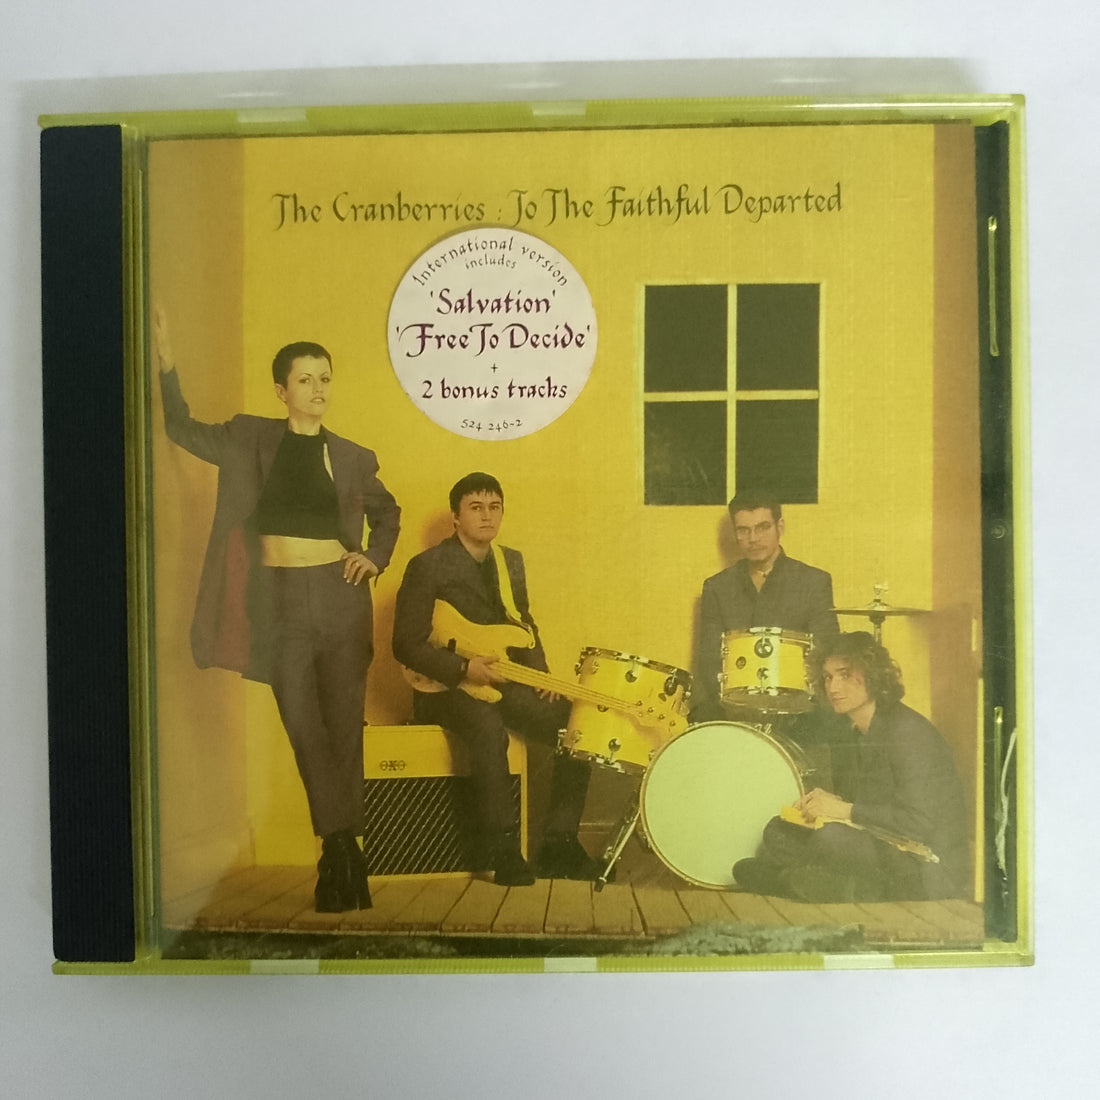 The Cranberries : To The Faithful Departed
International version
includes
'Salvation'
'Free To Decide'
+
2 bonus tracks
524 246-2